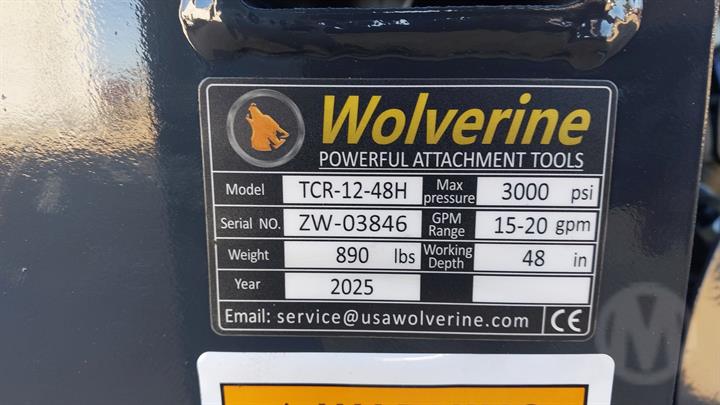 Wolverine
POWERFUL ATTACHMENT TOOLS
Model TCR-12-48H Max pressure 3000 psi
Serial NO. ZW-03846 GPM Range 15-20 gpm
Weight 890 lbs Working Depth 48 in
Year 2025
Email: service@usawolverine.com CE
M